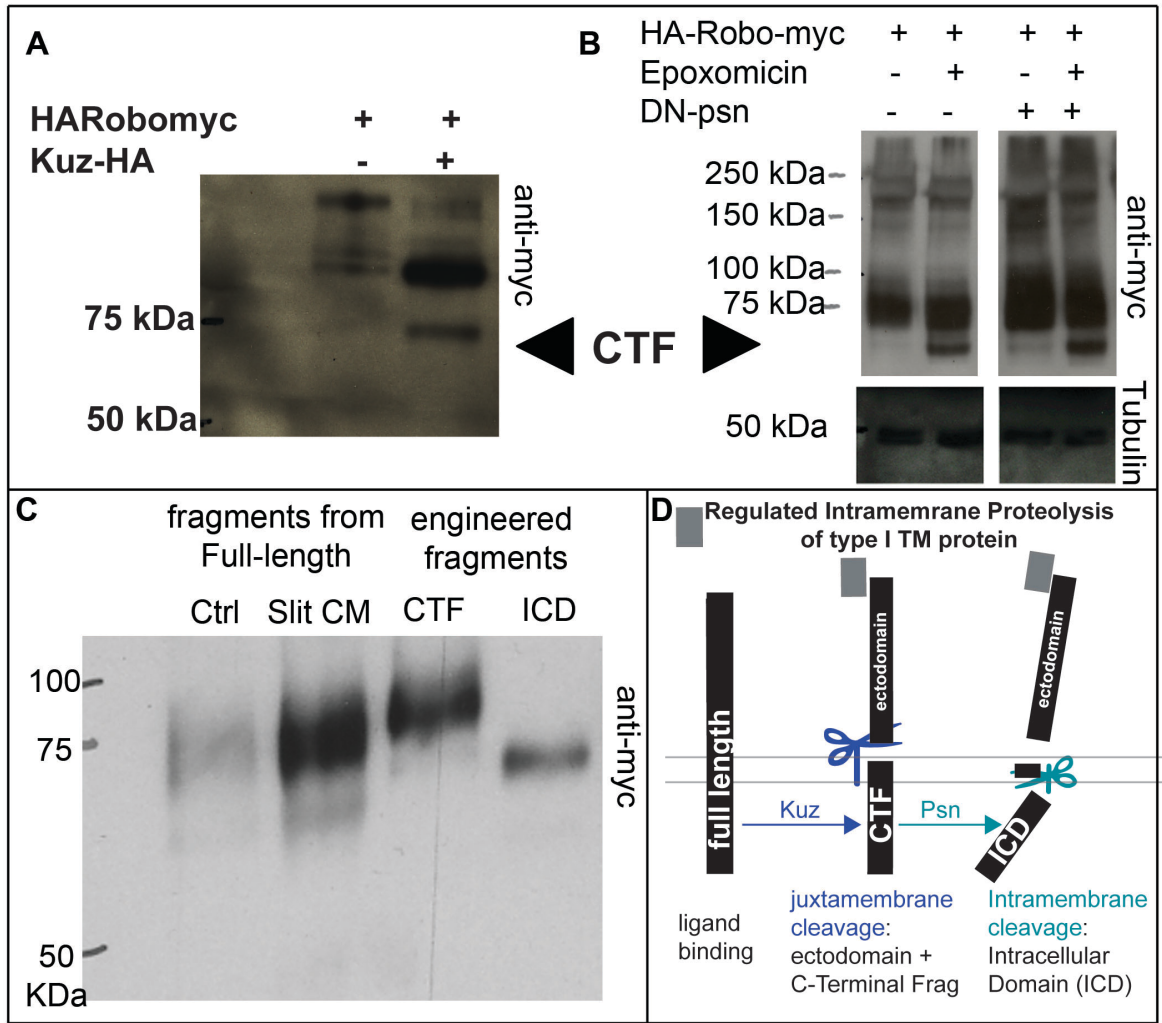 A
HARobomyc + +
Kuz-HA - +
75 kDa
50 kDa
anti-myc
CTF
B
HA-Robo-myc + + + +
Epoxomicin - + - +
DN-psn - - + +
250 kDa
150 kDa
100 kDa
75 kDa
anti-myc
50 kDa
Tubulin
C
fragments from
Full-length
engineered
fragments
Ctrl Slit CM CTF ICD
100
75
50
KDa
anti-myc
D
Regulated Intramemrane Proteolysis
of type I TM protein
full length
ectodomain
CTF
ectodomain
ICD
Kuz
Psn
ligand
binding
juxtamembrane
cleavage:
ectodomain +
C-Terminal Frag
Intramembrane
cleavage:
Intracellular
Domain (ICD)